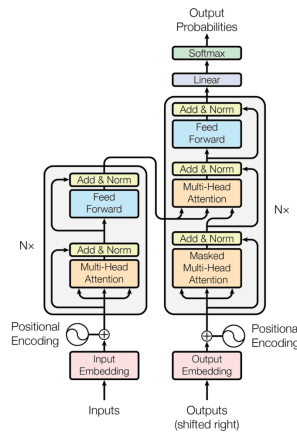 Output
Probabilities
Softmax
Linear
Add & Norm
Feed
Forward
Add & Norm
Multi-Head
Attention
Add & Norm
Masked
Multi-Head
Attention
N×
Add & Norm
Feed
Forward
Add & Norm
Multi-Head
Attention
N×
Positional
Encoding
Positional
Encoding
Input
Embedding
Output
Embedding
Inputs
Outputs
(shifted right)